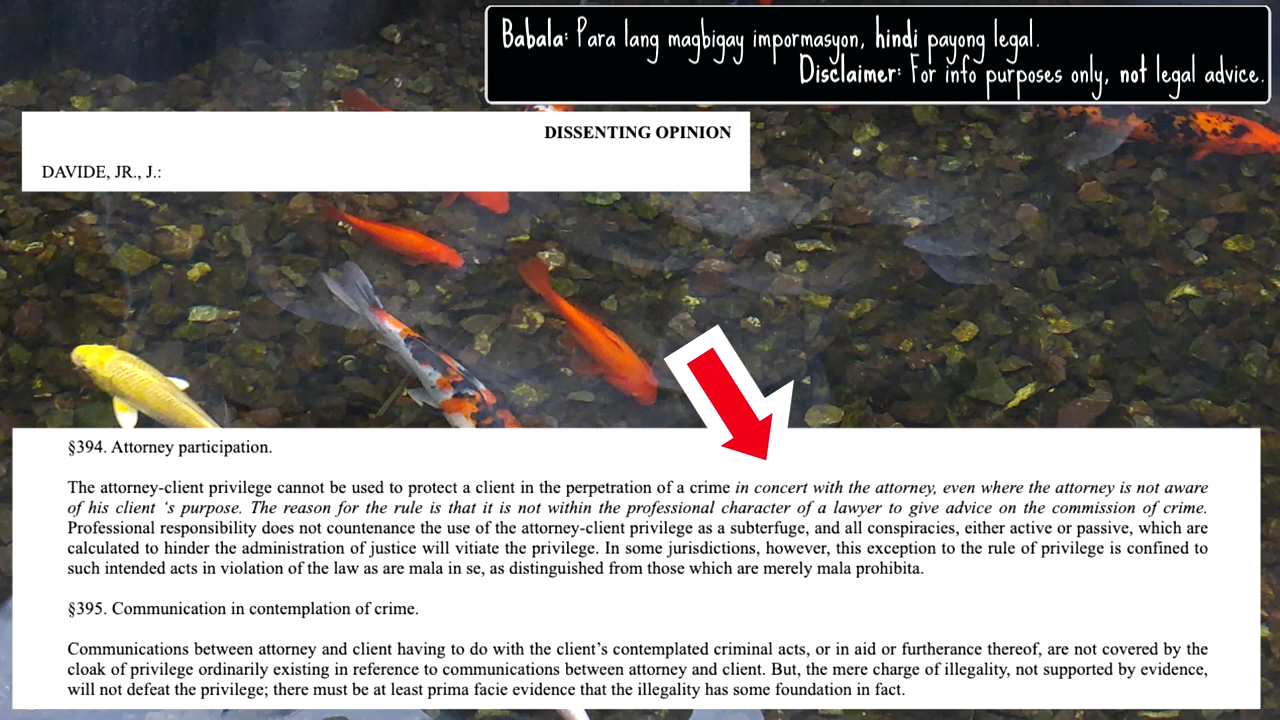 Babala: Para lang magbigay impormasyon, hindi payong legal.
Disclaimer: For info purposes only, not legal advice.
DISSENTING OPINION
DAVIDE, JR., J.:
§394. Attorney participation.
The attorney-client privilege cannot be used to protect a client in the perpetration of a crime in concert with the attorney, even where the attorney is not aware
of his client ‘s purpose. The reason for the rule is that it is not within the professional character of a lawyer to give advice on the commission of crime.
Professional responsibility does not countenance the use of the attorney-client privilege as a subterfuge, and all conspiracies, either active or passive, which are
calculated to hinder the administration of justice will vitiate the privilege. In some jurisdictions, however, this exception to the rule of privilege is confined to
such intended acts in violation of the law as are mala in se, as distinguished from those which are merely mala prohibita.
§395. Communication in contemplation of crime.
Communications between attorney and client having to do with the client’s contemplated criminal acts, or in aid or furtherance thereof, are not covered by the
cloak of privilege ordinarily existing in reference to communications between attorney and client. But, the mere charge of illegality, not supported by evidence,
will not defeat the privilege; there must be at least prima facie evidence that the illegality has some foundation in fact.